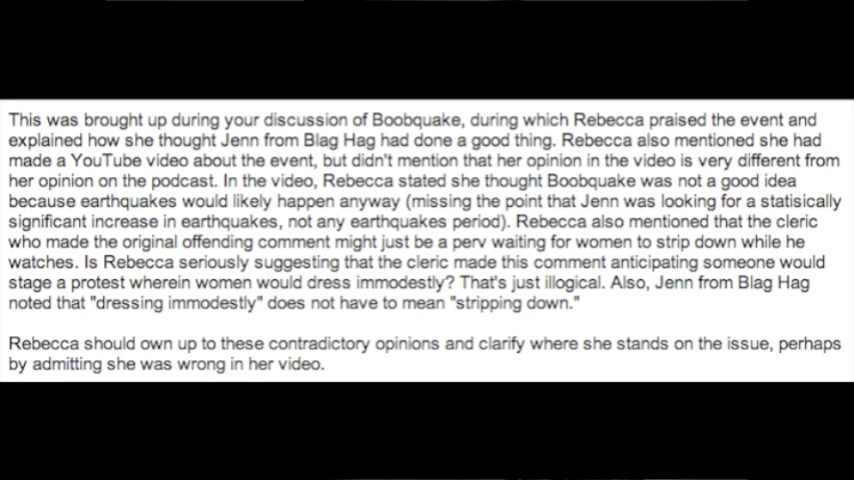 This was brought up during your discussion of Boobquake, during which Rebecca praised the event and
explained how she thought Jenn from Blag Hag had done a good thing. Rebecca also mentioned she had
made a YouTube video about the event, but didn't mention that her opinion in the video is very different from
her opinion on the podcast. In the video, Rebecca stated she thought Boobquake was not a good idea
because earthquakes would likely happen anyway (missing the point that Jenn was looking for a statisically
significant increase in earthquakes, not any earthquakes period). Rebecca also mentioned that the cleric
who made the original offending comment might just be a perv waiting for women to strip down while he
watches. Is Rebecca seriously suggesting that the cleric made this comment anticipating someone would
stage a protest wherein women would dress immodestly? That's just illogical. Also, Jenn from Blag Hag
noted that "dressing immodestly" does not have to mean "stripping down."
Rebecca should own up to these contradictory opinions and clarify where she stands on the issue, perhaps
by admitting she was wrong in her video.